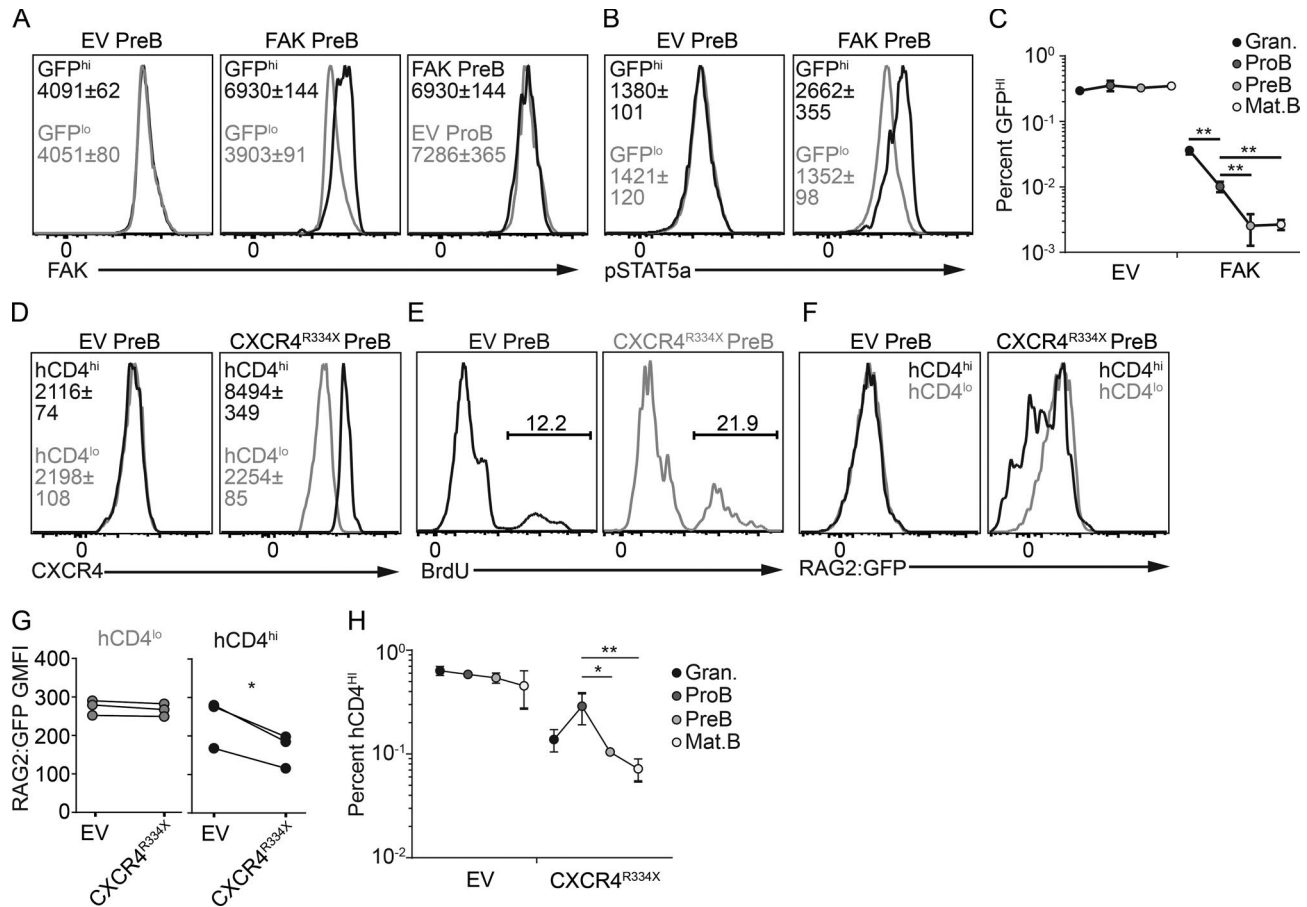 A
EV PreB
GFPhi
4091±62
GFPlo
4051±80
0
FAK PreB
GFPhi
6930±144
GFPlo
3903±91
0
FAK PreB
6930±144
EV ProB
7286±365
0
FAK
B
EV PreB
GFPhi
1380±
101
GFPlo
1421±
120
0
FAK PreB
GFPhi
2662±
355
GFPlo
1352±
98
0
pSTAT5a
C
Percent GFPHI
100
10-1
10-2
10-3
**
**
**
EV
FAK
Gran.
ProB
PreB
Mat.B
D
EV PreB
hCD4hi
2116±
74
hCD4lo
2198±
108
0
CXCR4R334X PreB
hCD4hi
8494±
349
hCD4lo
2254±
85
0
CXCR4
E
EV PreB
12.2
0
CXCR4R334X PreB
21.9
0
BrdU
F
EV PreB
hCD4hi
hCD4lo
0
CXCR4R334X PreB
hCD4hi
hCD4lo
0
RAG2:GFP
G
hCD4lo
hCD4hi
RAG2:GFP GMFI
400
300
200
100
0
*
EV
CXCR4R334X
EV
CXCR4R334X
H
Percent hCD4HI
100
10-1
10-2
**
*
EV
CXCR4R334X
Gran.
ProB
PreB
Mat.B